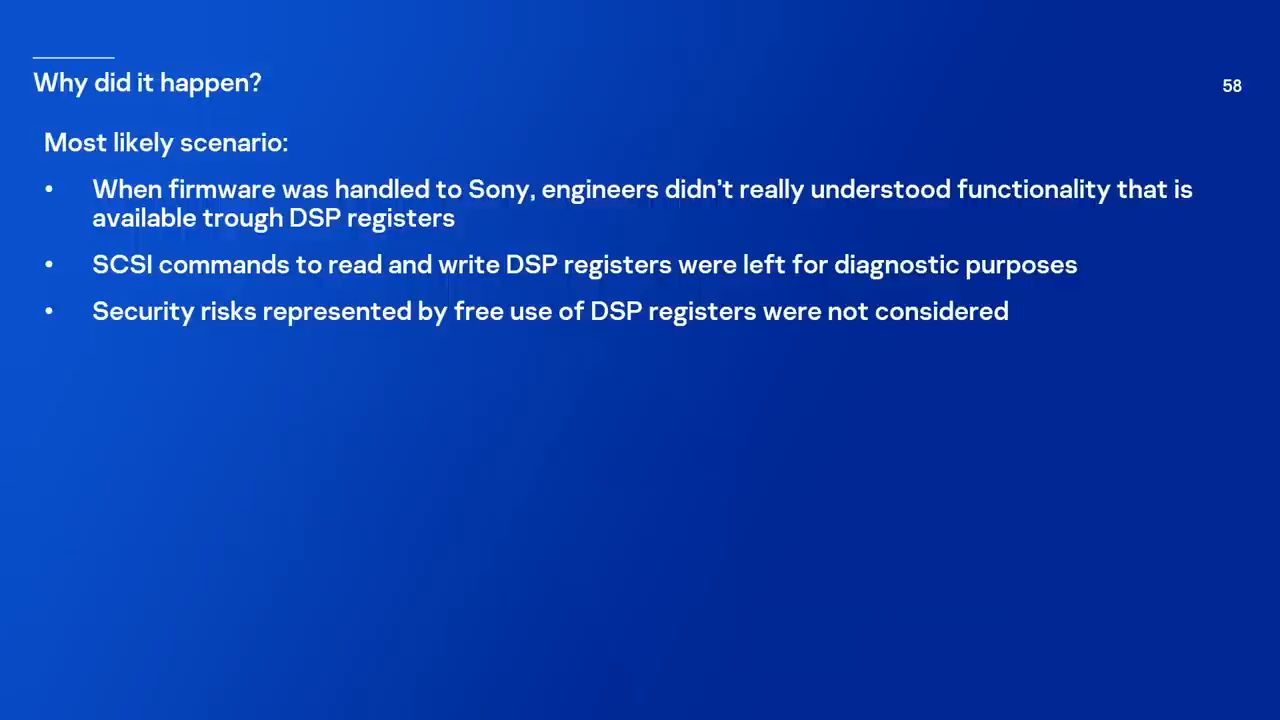 Why did it happen?
58
Most likely scenario:
• When firmware was handled to Sony, engineers didn't really understood functionality that is
available trough DSP registers
• SCSI commands to read and write DSP registers were left for diagnostic purposes
• Security risks represented by free use of DSP registers were not considered